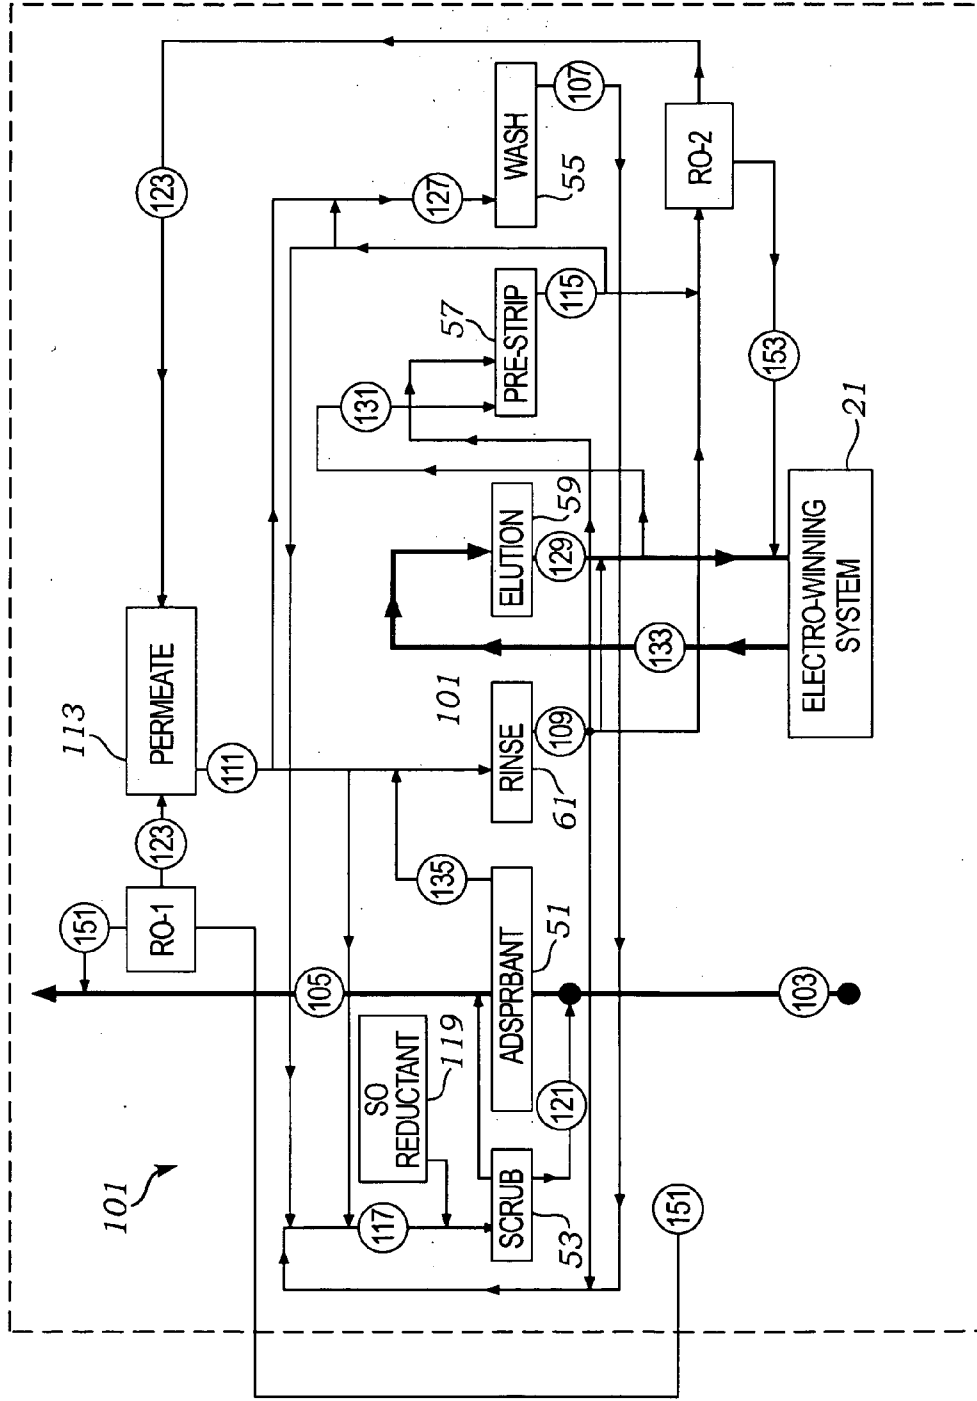 101
151
RO-1
123
113
PERMEATE
111
123
105
117
SO
REDUCTANT
119
135
131
127
SCRUB
53
ADSPRBANT
51
RINSE
61
101
ELUTION
59
PRE-STRIP
57
WASH
55
121
109
129
115
107
151
103
133
153
RO-2
ELECTRO-WINNING
SYSTEM
21